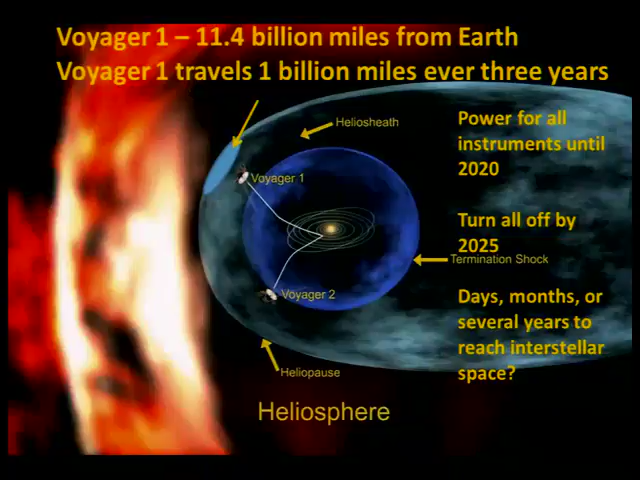 Voyager 1 – 11.4 billion miles from Earth
Voyager 1 travels 1 billion miles ever three years
Heliosheath
Power for all
instruments until
2020
Voyager 1
Turn all off by
2025
Termination Shock
Voyager 2
Days, months, or
several years to
reach interstellar
space?
Heliopause
Heliosphere